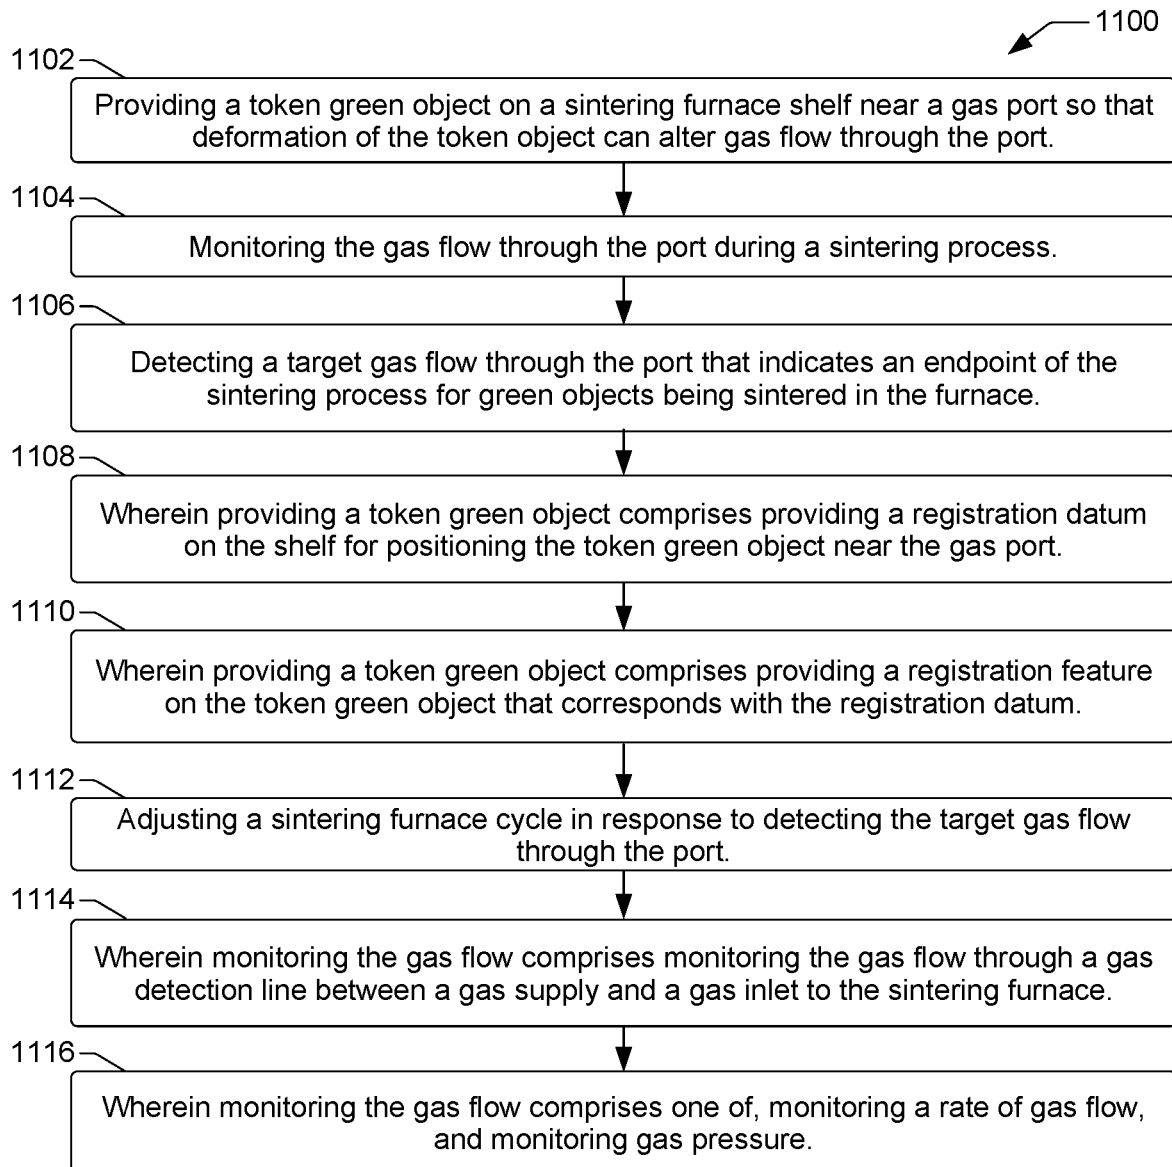 1100
1102
Providing a token green object on a sintering furnace shelf near a gas port so that
deformation of the token object can alter gas flow through the port.
1104
Monitoring the gas flow through the port during a sintering process.
1106
Detecting a target gas flow through the port that indicates an endpoint of the
sintering process for green objects being sintered in the furnace.
1108
Wherein providing a token green object comprises providing a registration datum
on the shelf for positioning the token green object near the gas port.
1110
Wherein providing a token green object comprises providing a registration feature
on the token green object that corresponds with the registration datum.
1112
Adjusting a sintering furnace cycle in response to detecting the target gas flow
through the port.
1114
Wherein monitoring the gas flow comprises monitoring the gas flow through a gas
detection line between a gas supply and a gas inlet to the sintering furnace.
1116
Wherein monitoring the gas flow comprises one of, monitoring a rate of gas flow,
and monitoring gas pressure.